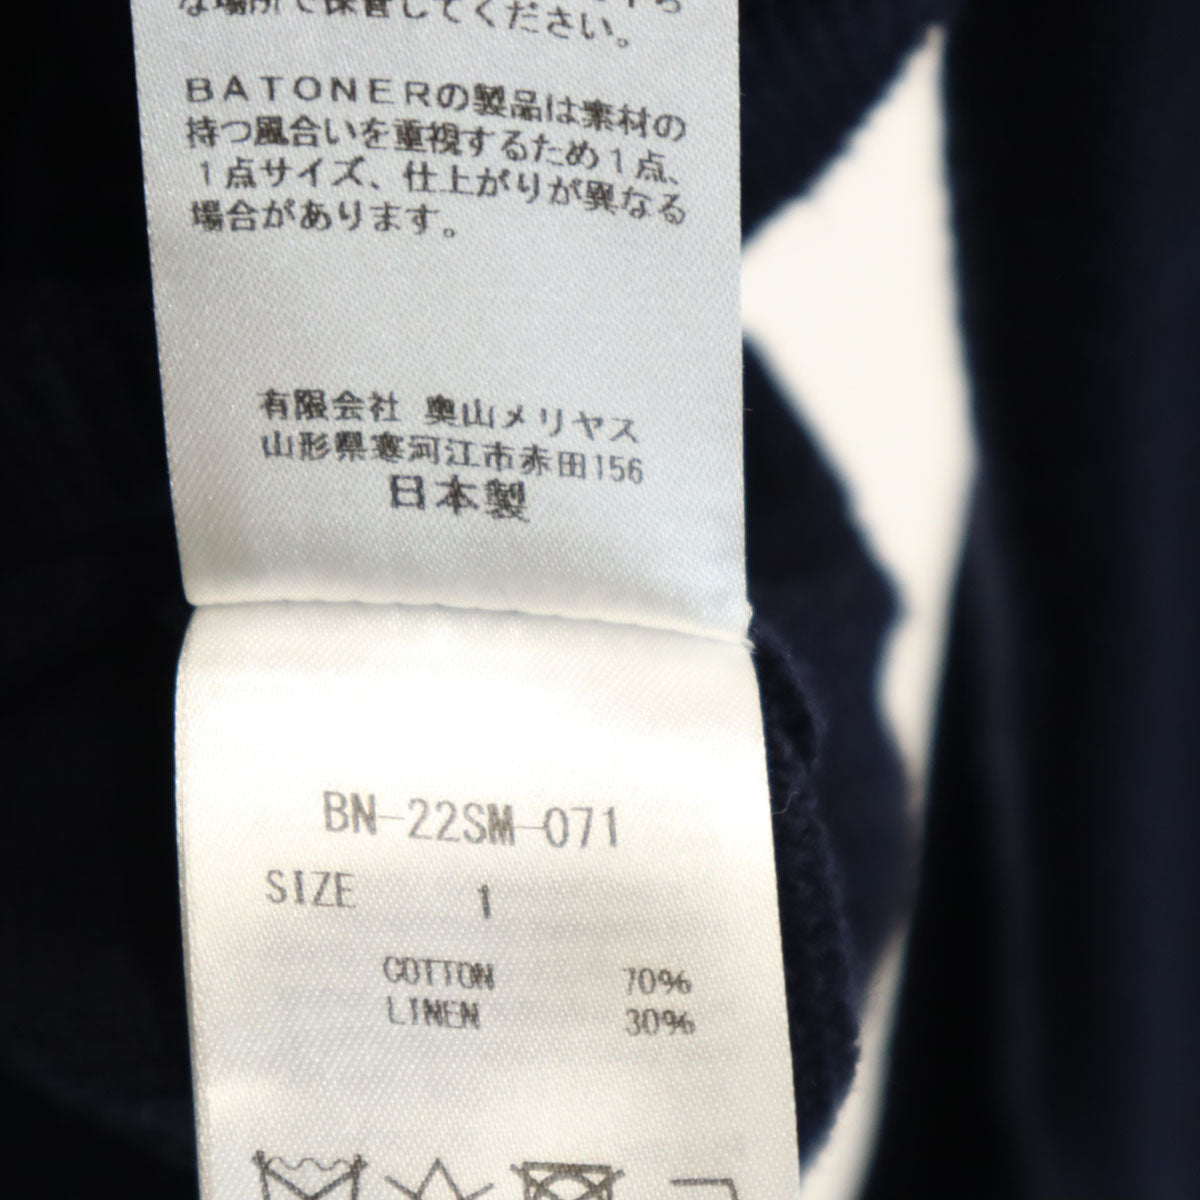 な場所で保管してください。
BATONERの製品は素材の
持つ風合いを重視するため1点、
1点サイズ、仕上がりが異なる
場合があります。
有限会社 奥山メリヤス
山形県寒河江市赤田156
日本製
BN-22SM-071
SIZE 1
COTTON 70%
LINEN 30%